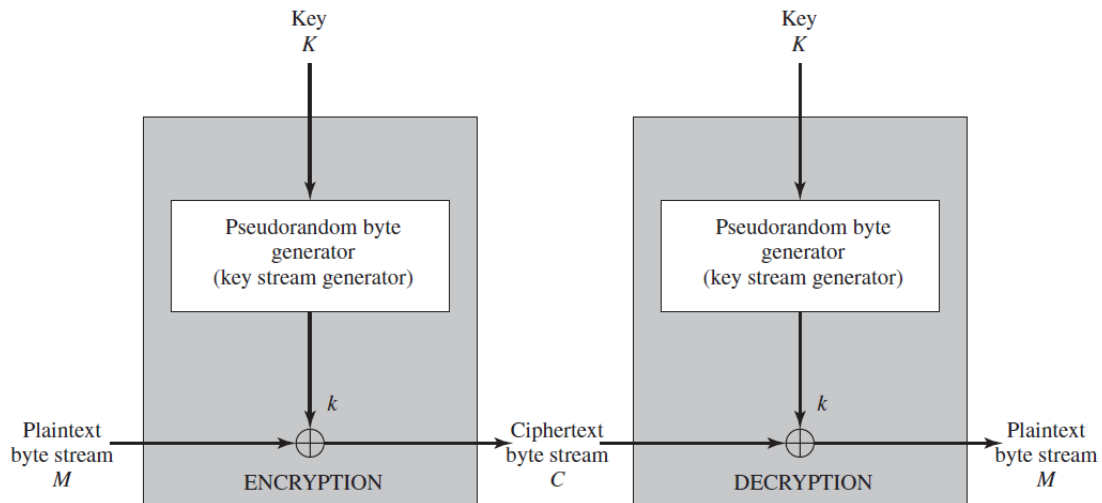 Key
K
Key
K
Pseudorandom byte
generator
(key stream generator)
Pseudorandom byte
generator
(key stream generator)
k
k
Plaintext
byte stream
M
Ciphertext
byte stream
C
Plaintext
byte stream
M
ENCRYPTION
DECRYPTION